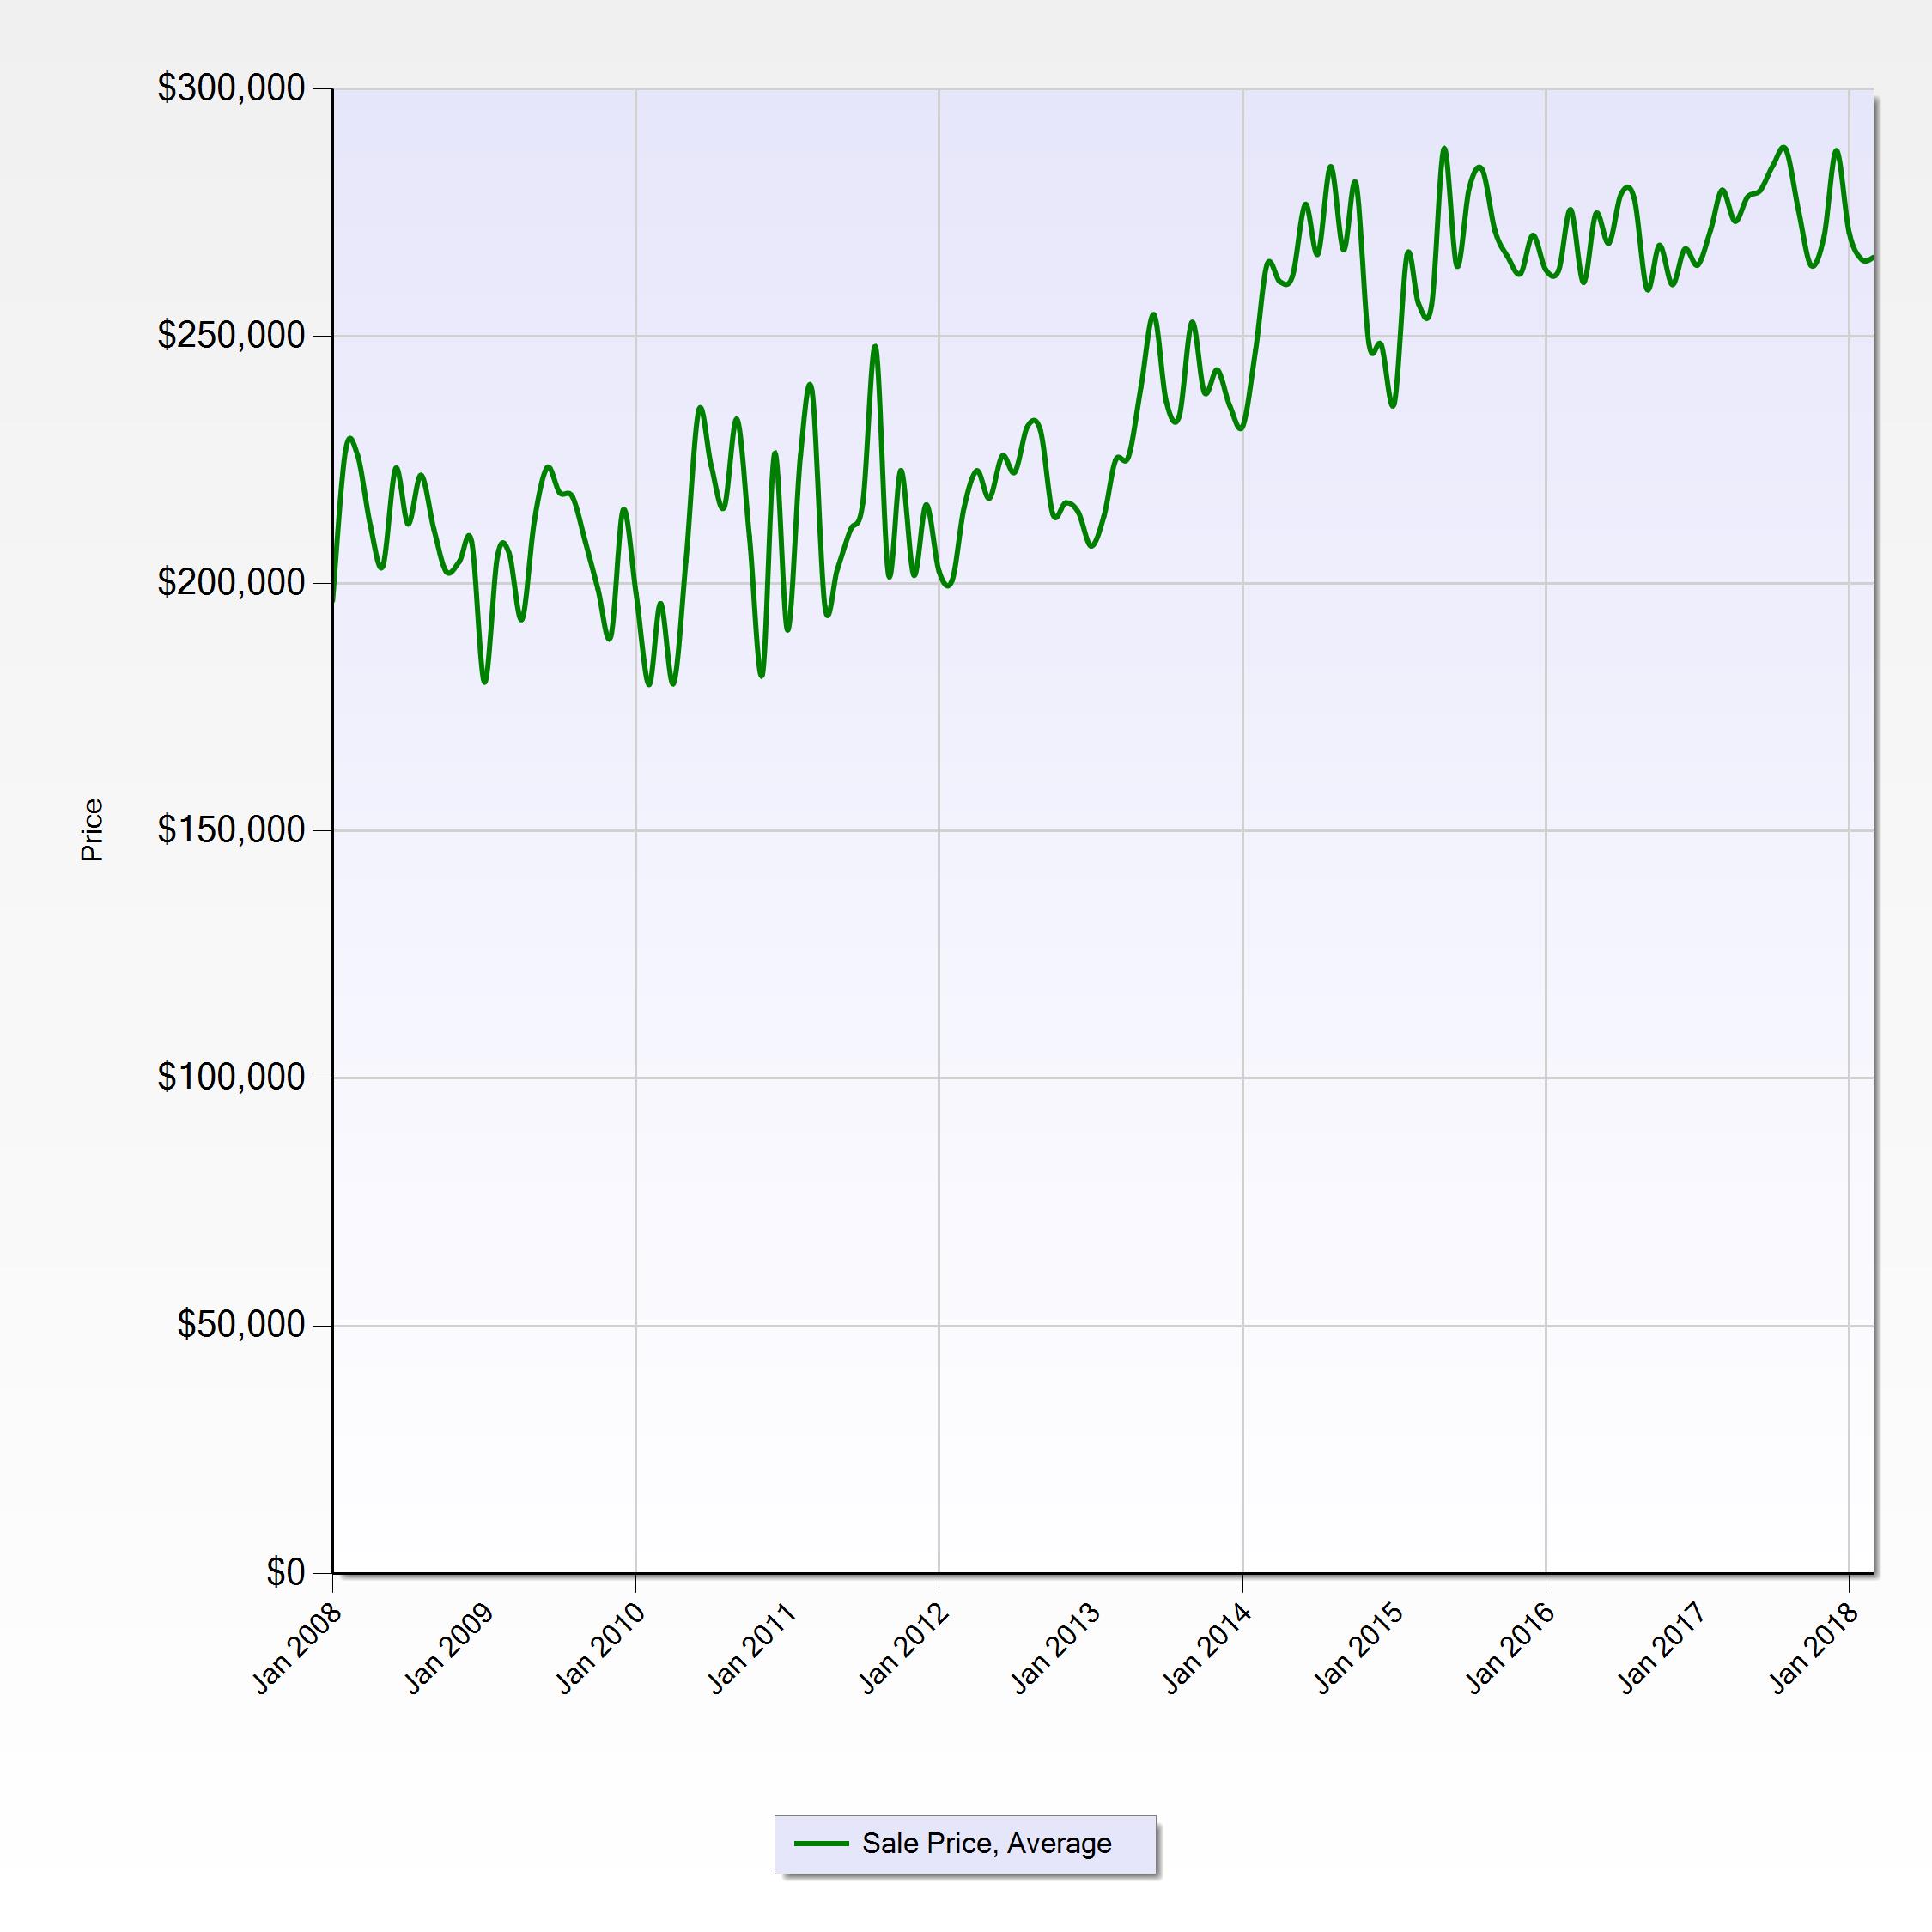 $300,000
$250,000
$200,000
$150,000
Price
$100,000
$50,000
$0
Jan 2008
Jan 2009
Jan 2010
Jan 2011
Jan 2012
Jan 2013
Jan 2014
Jan 2015
Jan 2016
Jan 2017
Jan 2018
Sale Price, Average